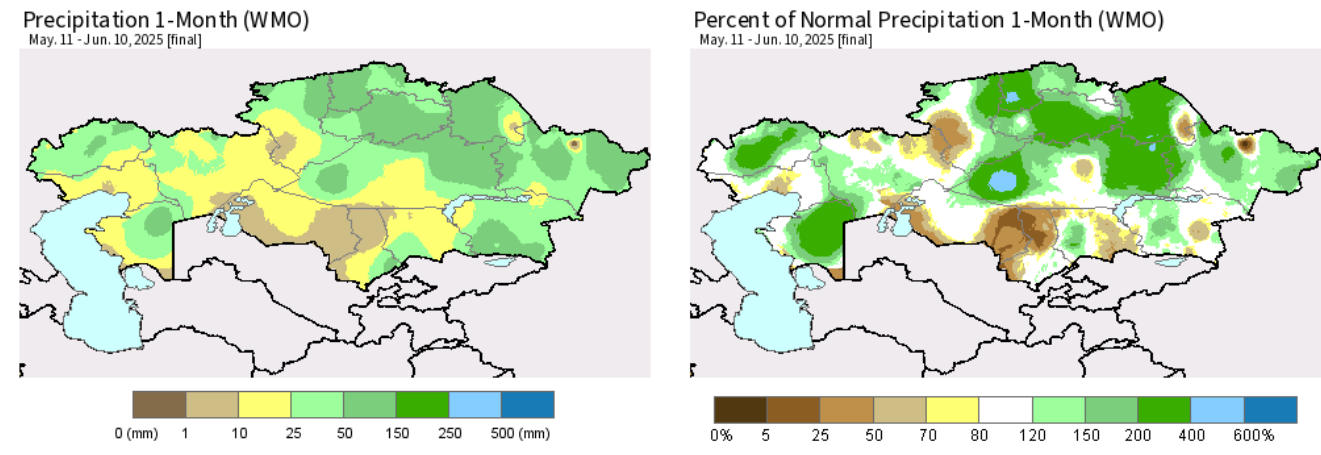 Precipitation 1-Month (WMO)
May. 11 - Jun. 10, 2025 [final]
0 (mm) 1 10 25 50 150 250 500 (mm)
Percent of Normal Precipitation 1-Month (WMO)
May. 11 - Jun. 10, 2025 [final]
0% 5 25 50 70 80 120 150 200 400 600%